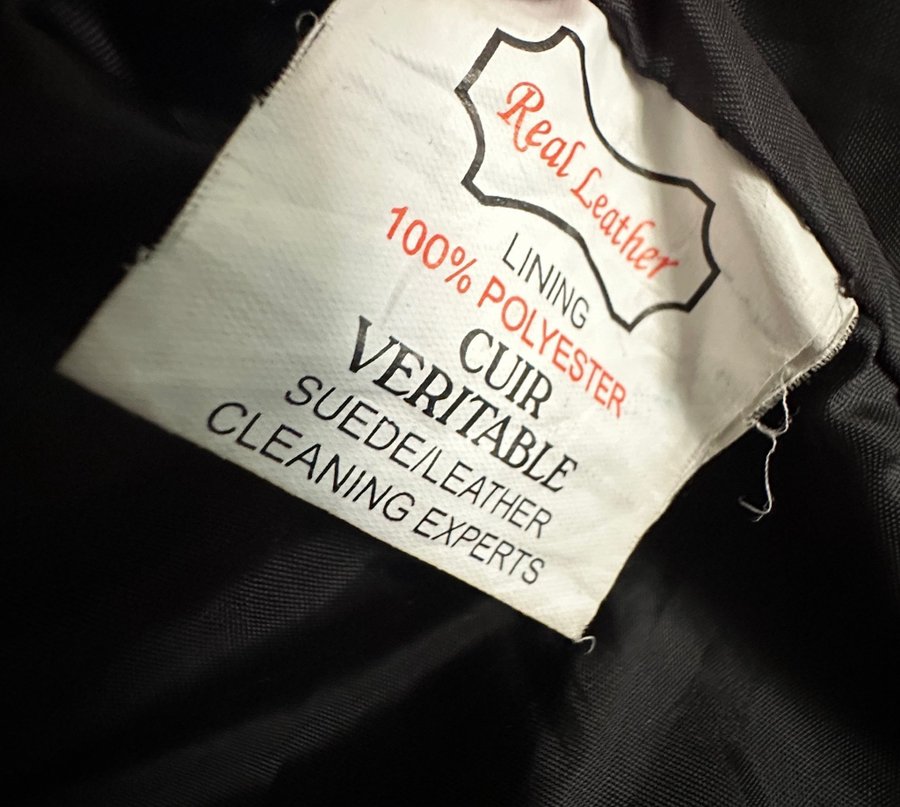 Real Leather
LINING
100% POLYESTER
CUIR
VERITABLE
SUEDE/LEATHER
CLEANING EXPERTS